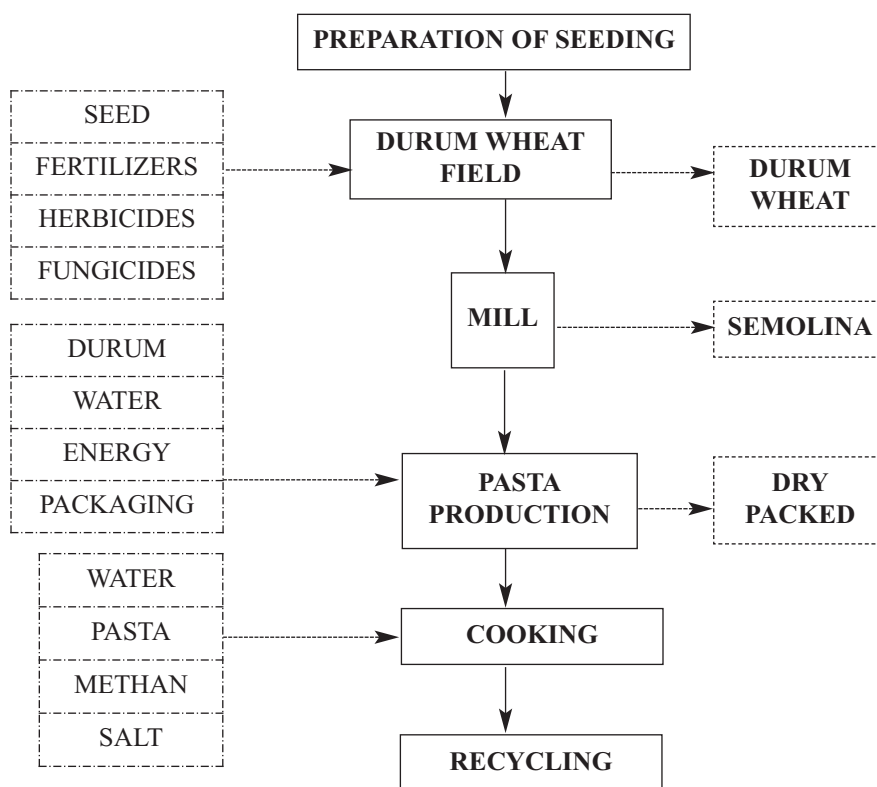 PREPARATION OF SEEDING
SEED
FERTILIZERS
HERBICIDES
FUNGICIDES
DURUM WHEAT
FIELD
DURUM
WHEAT
MILL
SEMOLINA
DURUM
WATER
ENERGY
PACKAGING
PASTA
PRODUCTION
DRY
PACKED
WATER
PASTA
METHAN
SALT
COOKING
RECYCLING